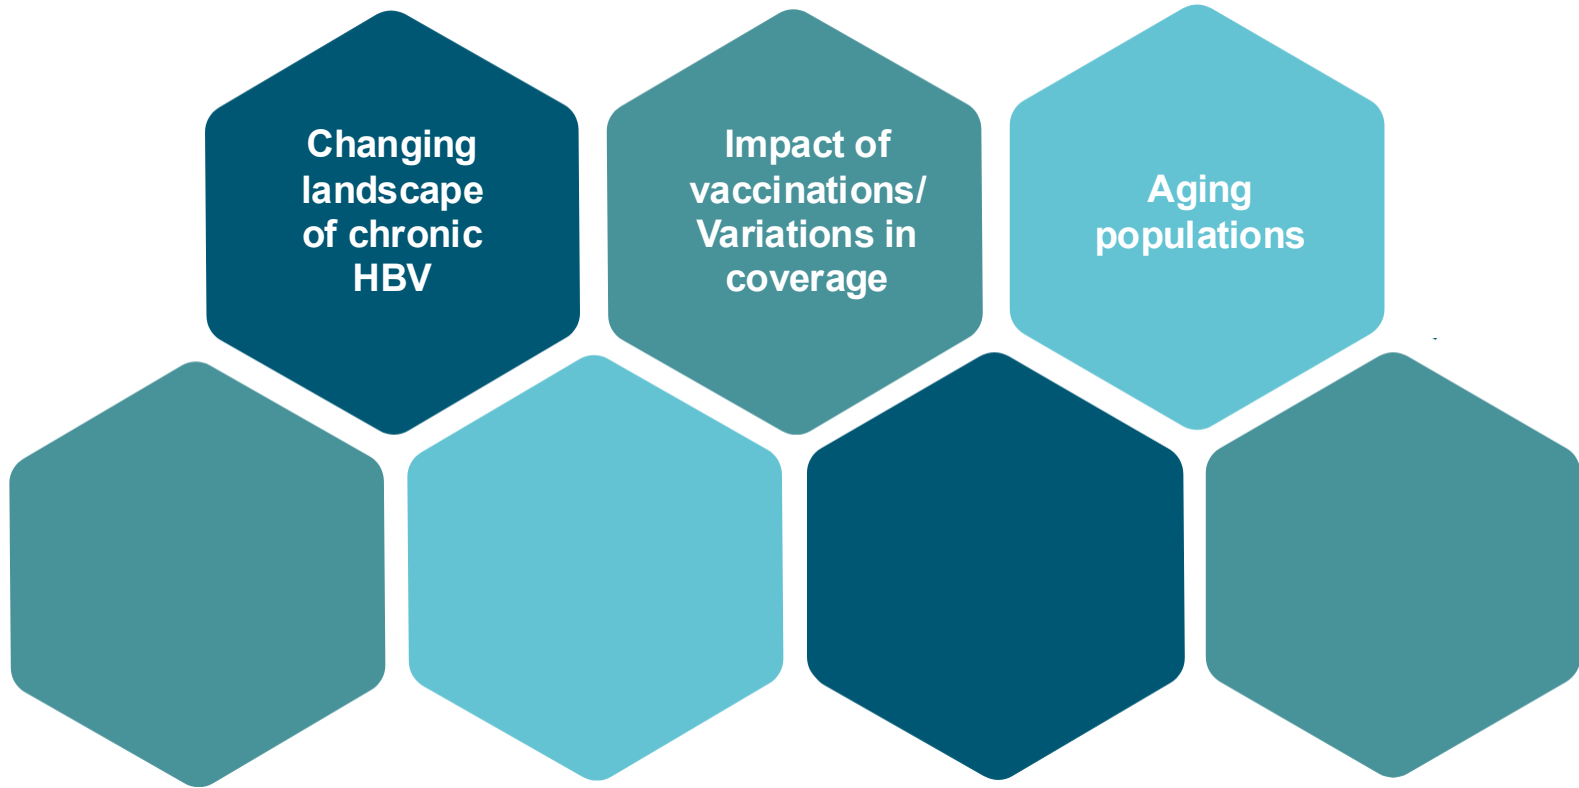 Changing
landscape
of chronic
HBV
Impact of
vaccinations/
Variations in
coverage
Aging
populations